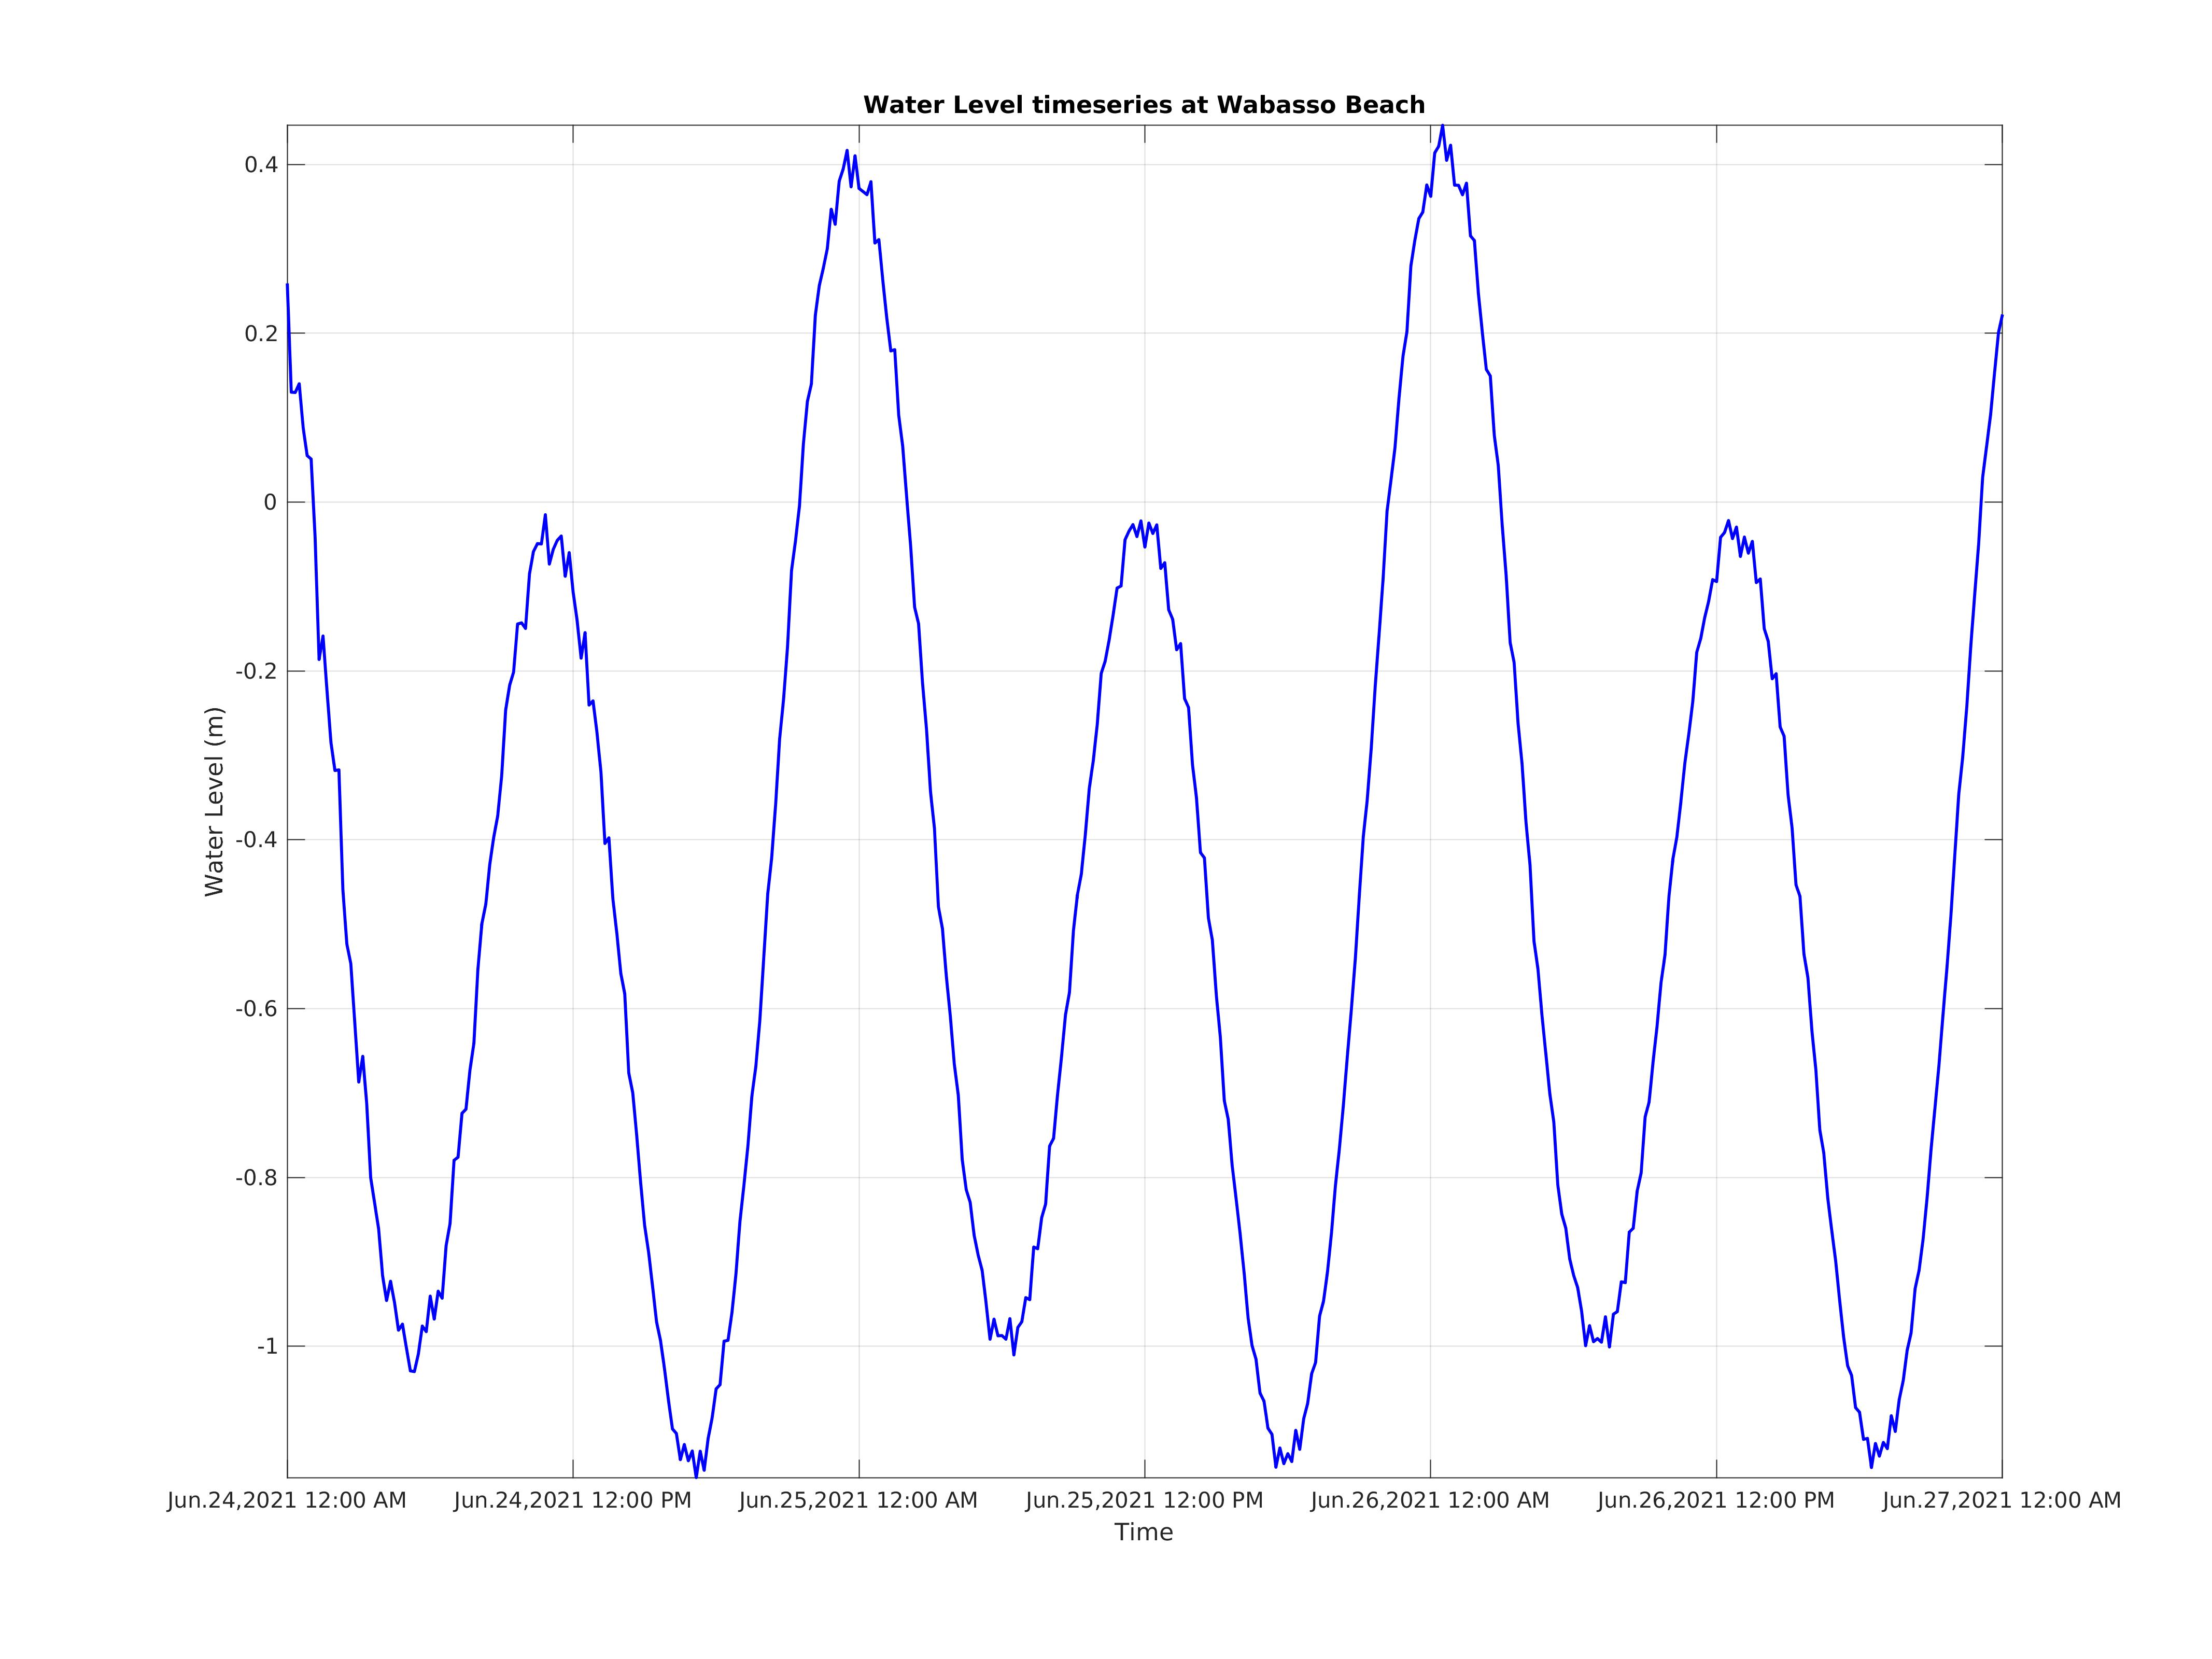 Water Level timeseries at Wabasso Beach
0.4
0.2
0
-0.2
-0.4
-0.6
-0.8
-1
Water Level (m)
Jun.24,2021 12:00 AM Jun.24,2021 12:00 PM Jun.25,2021 12:00 AM Jun.25,2021 12:00 PM Jun.26,2021 12:00 AM Jun.26,2021 12:00 PM Jun.27,2021 12:00 AM
Time